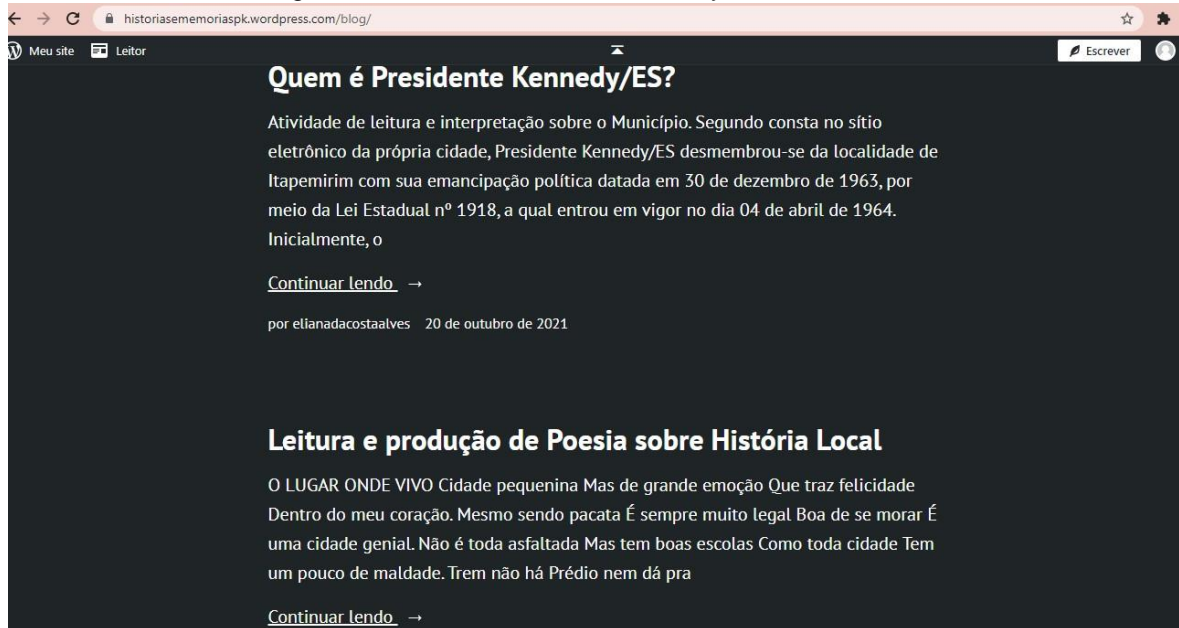 historiasememoriaspk.wordpress.com/blog/
Meu site Leitor Escrever
Quem é Presidente Kennedy/ES?
Atividade de leitura e interpretação sobre o Município. Segundo consta no sítio
eletrônico da própria cidade, Presidente Kennedy/ES desmembrou-se da localidade de
Itapemirim com sua emancipação política datada em 30 de dezembro de 1963, por
meio da Lei Estadual nº 1918, a qual entrou em vigor no dia 04 de abril de 1964.
Inicialmente, o
Continuar lendo →
por elianadacostaalves 20 de outubro de 2021
Leitura e produção de Poesia sobre História Local
O LUGAR ONDE VIVO Cidade pequenina Mas de grande emoção Que traz felicidade
Dentro do meu coração. Mesmo sendo pacata É sempre muito legal Boa de se morar É
uma cidade genial. Não é toda asfaltada Mas tem boas escolas Como toda cidade Tem
um pouco de maldade. Trem não há Prédio nem dá pra
Continuar lendo →